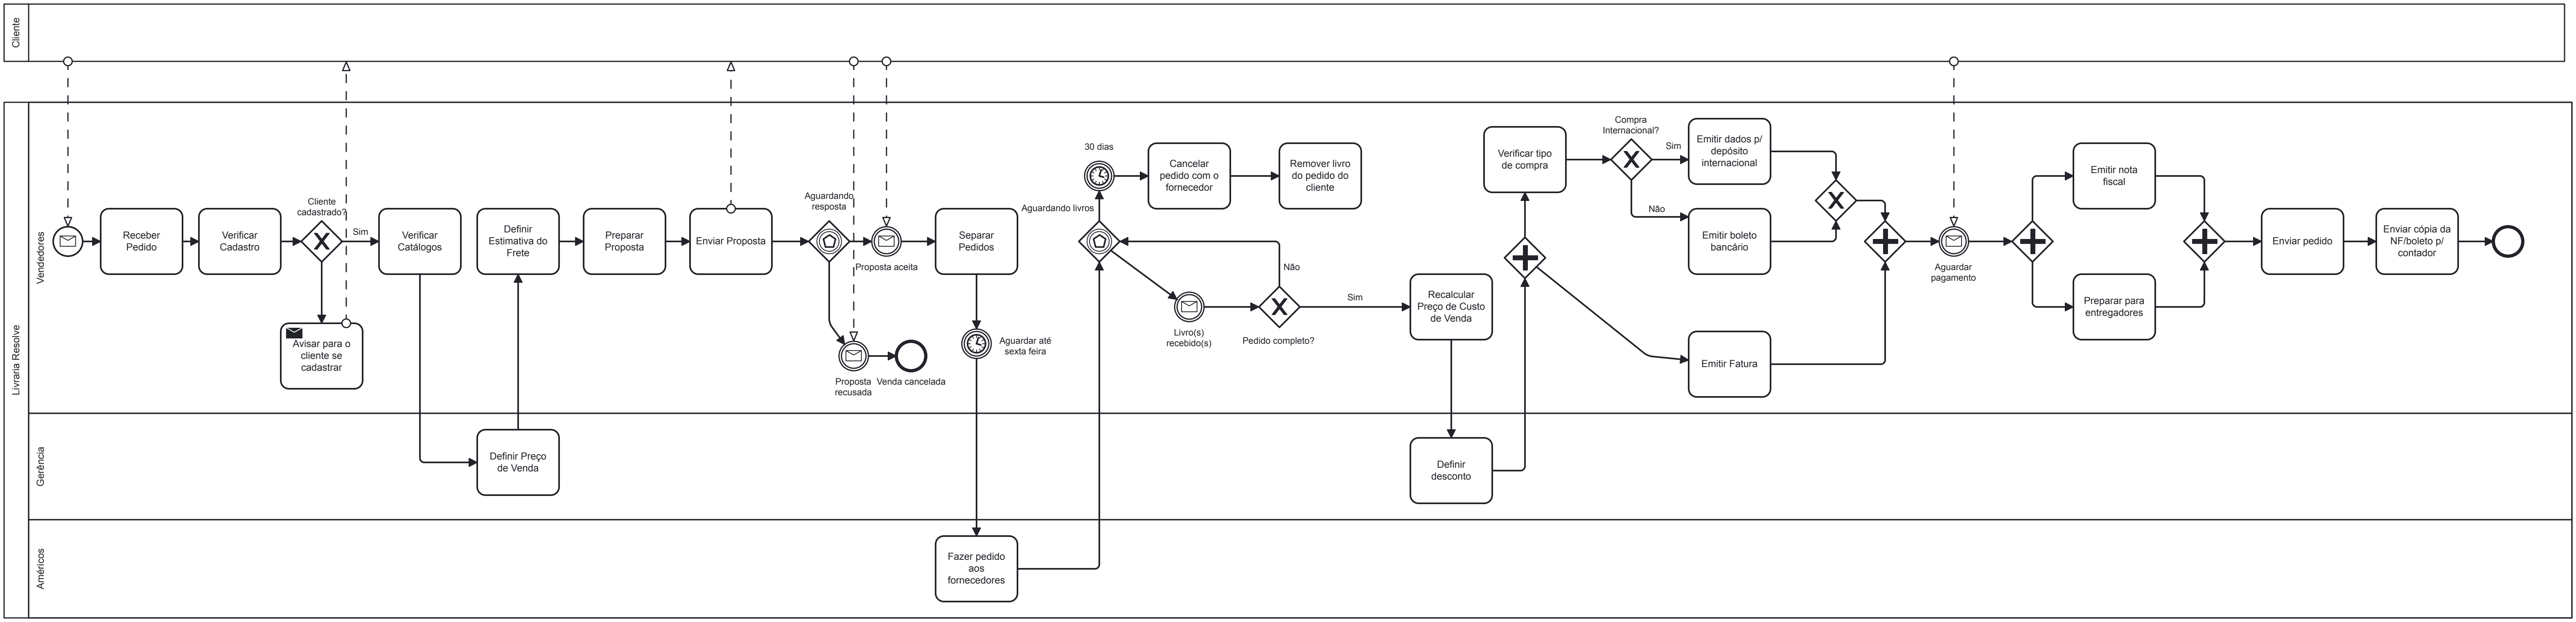 Cliente
Livraria Resolve
Vendedores
Gerência
Américos
Receber
Pedido
Verificar
Cadastro
Cliente
cadastrado?
Sim
Avisar para o
cliente se
cadastrar
Verificar
Catálogos
Definir Preço
de Venda
Definir
Estimativa do
Frete
Preparar
Proposta
Enviar Proposta
Aguardando
resposta
Proposta aceita
Proposta
recusada
Venda cancelada
Separar
Pedidos
Aguardar até
sexta feira
Fazer pedido
aos
fornecedores
Aguardando livros
30 dias
Cancelar
pedido com o
fornecedor
Remover livro
do pedido do
cliente
Livro(s)
recebido(s)
Não
Pedido completo?
Sim
Recalcular
Preço de Custo
de Venda
Definir
desconto
Verificar tipo
de compra
Compra
Internacional?
Sim
Não
Emitir dados p/
depósito
internacional
Emitir boleto
bancário
Emitir Fatura
Aguardar
pagamento
Emitir nota
fiscal
Preparar para
entregadores
Enviar pedido
Enviar cópia da
NF/boleto p/
contador